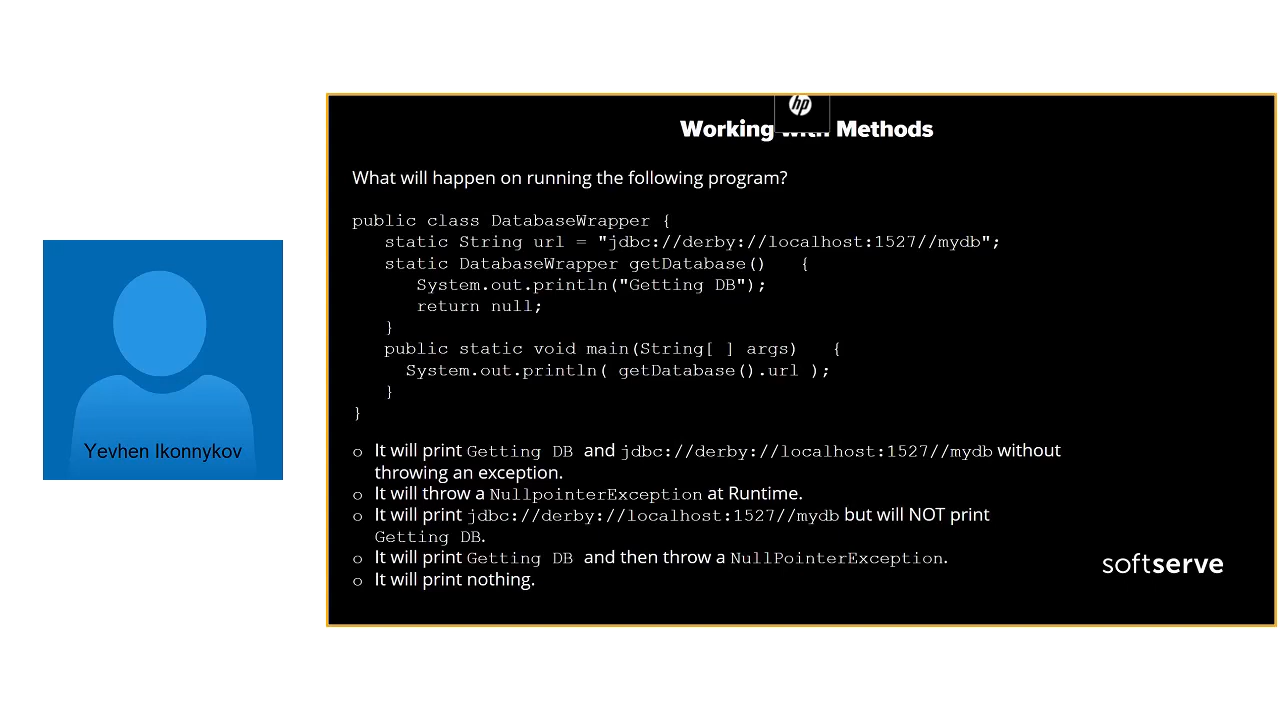 hp
Working with Methods
What will happen on running the following program?
public class DatabaseWrapper {
static String url = "jdbc://derby://localhost:1527//mydb";
static DatabaseWrapper getDatabase() {
System.out.println("Getting DB");
return null;
}
public static void main(String[ ] args) {
System.out.println( getDatabase().url );
}
}
o It will print Getting DB and jdbc://derby://localhost:1527//mydb without
throwing an exception.
o It will throw a NullpointerException at Runtime.
o It will print jdbc://derby://localhost:1527//mydb but will NOT print
Getting DB.
o It will print Getting DB and then throw a NullPointerException.
o It will print nothing.
softserve
Yevhen Ikonnykov